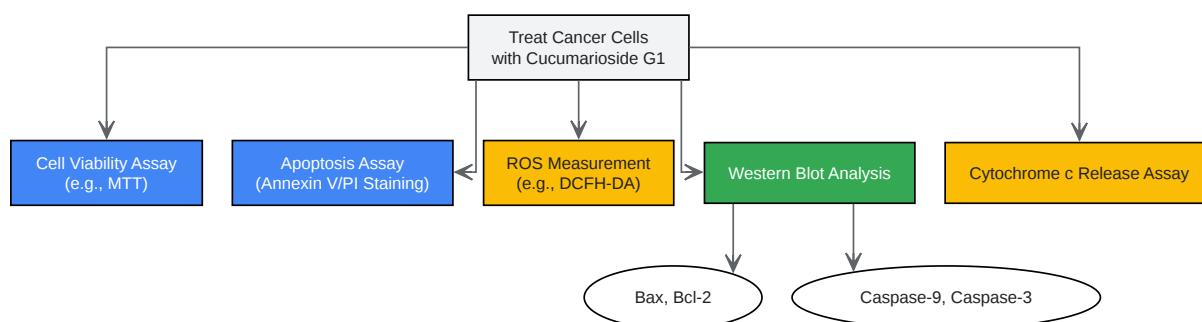 Treat Cancer Cells
with Cucumarioside G1
Cell Viability Assay
(e.g., MTT)
Apoptosis Assay
(Annexin V/PI Staining)
ROS Measurement
(e.g., DCFH-DA)
Western Blot Analysis
Cytochrome c Release Assay
Bax, Bcl-2
Caspase-9, Caspase-3